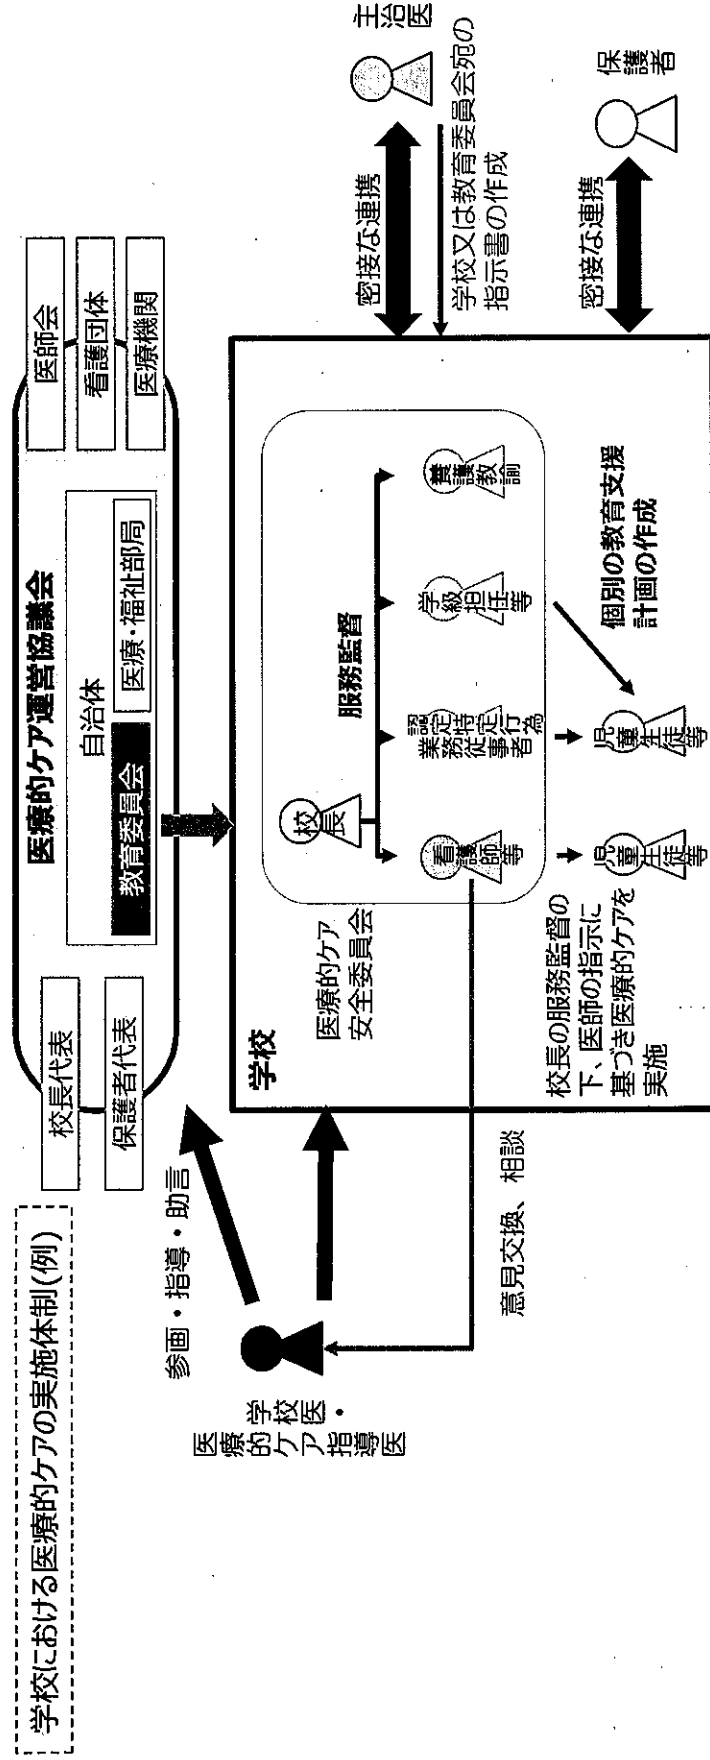 学校における医療的ケアの実施体制(例)
医療的ケア運営協議会
校長代表
保護者代表
自治体
教育委員会
医療・福祉部局
医師会
看護団体
医療機関
参画・指導・助言
学校医・
医療的ケア指導医
意見交換、相談
学校
医療的ケア
安全委員会
校長
服務監督
看護師等
認定特定行為
業務従事者
学級担任等
養護教諭
校長の服務監督の
下、医師の指示に
基づき医療的ケアを
実施
児童生徒等
児童生徒等
個別の教育支援
計画の作成
密接な連携
主治医
学校又は教育委員会宛の
指示書の作成
密接な連携
保護者